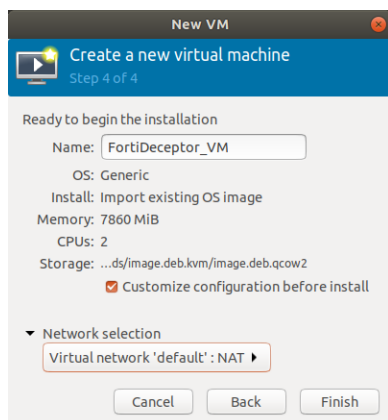 New VM
Create a new virtual machine
Step 4 of 4
Ready to begin the installation
Name: FortiDeceptor_VM
OS: Generic
Install: Import existing OS image
Memory: 7860 MiB
CPUs: 2
Storage: ...ds/image.deb.kvm/image.deb.qcow2
Customize configuration before install
Network selection
Virtual network 'default' : NAT
Cancel Back Finish